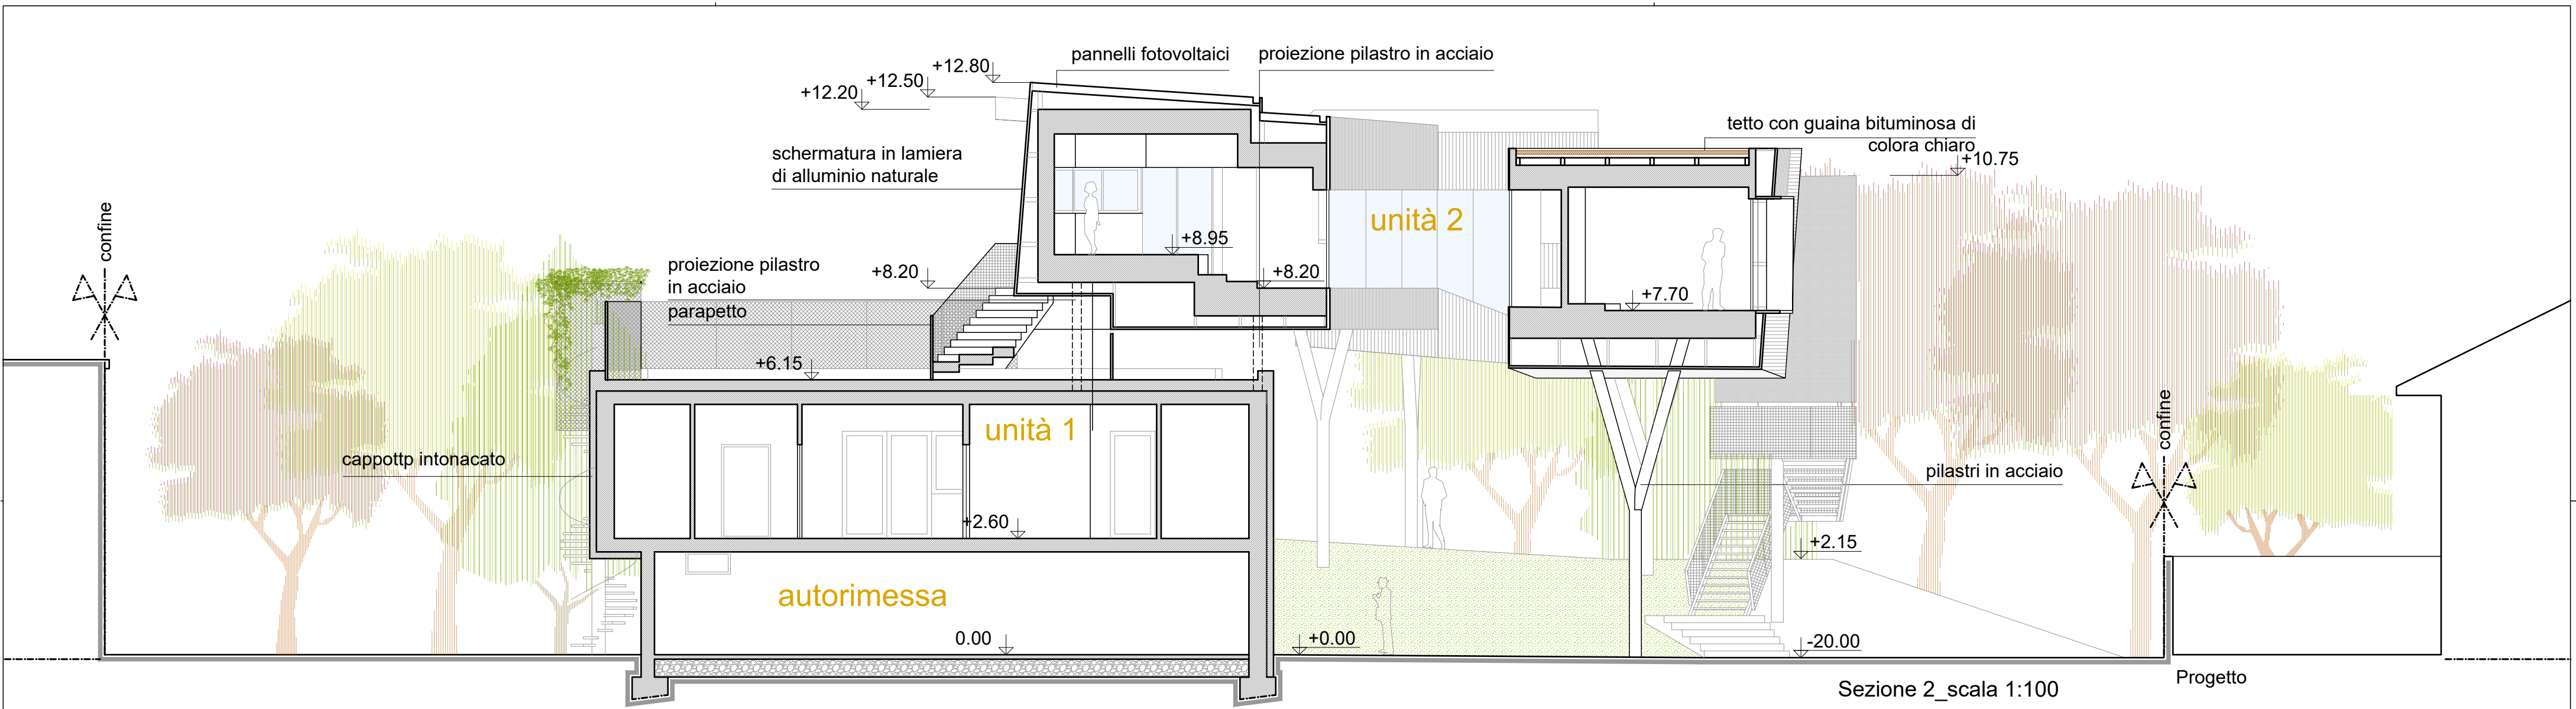 pannelli fotovoltaici
proiezione pilastro in acciaio
+12.80
+12.50
+12.20
tetto con guaina bituminosa di
colora chiaro
+10.75
schermatura in lamiera
di alluminio naturale
confine
unità 2
+8.95
proiezione pilastro
in acciaio
parapetto
+8.20
+8.20
+7.70
+6.15
unità 1
cappottp intonacato
confine
pilastri in acciaio
+2.60
+2.15
autorimessa
0.00
+0.00
-20.00
Sezione 2_scala 1:100
Progetto